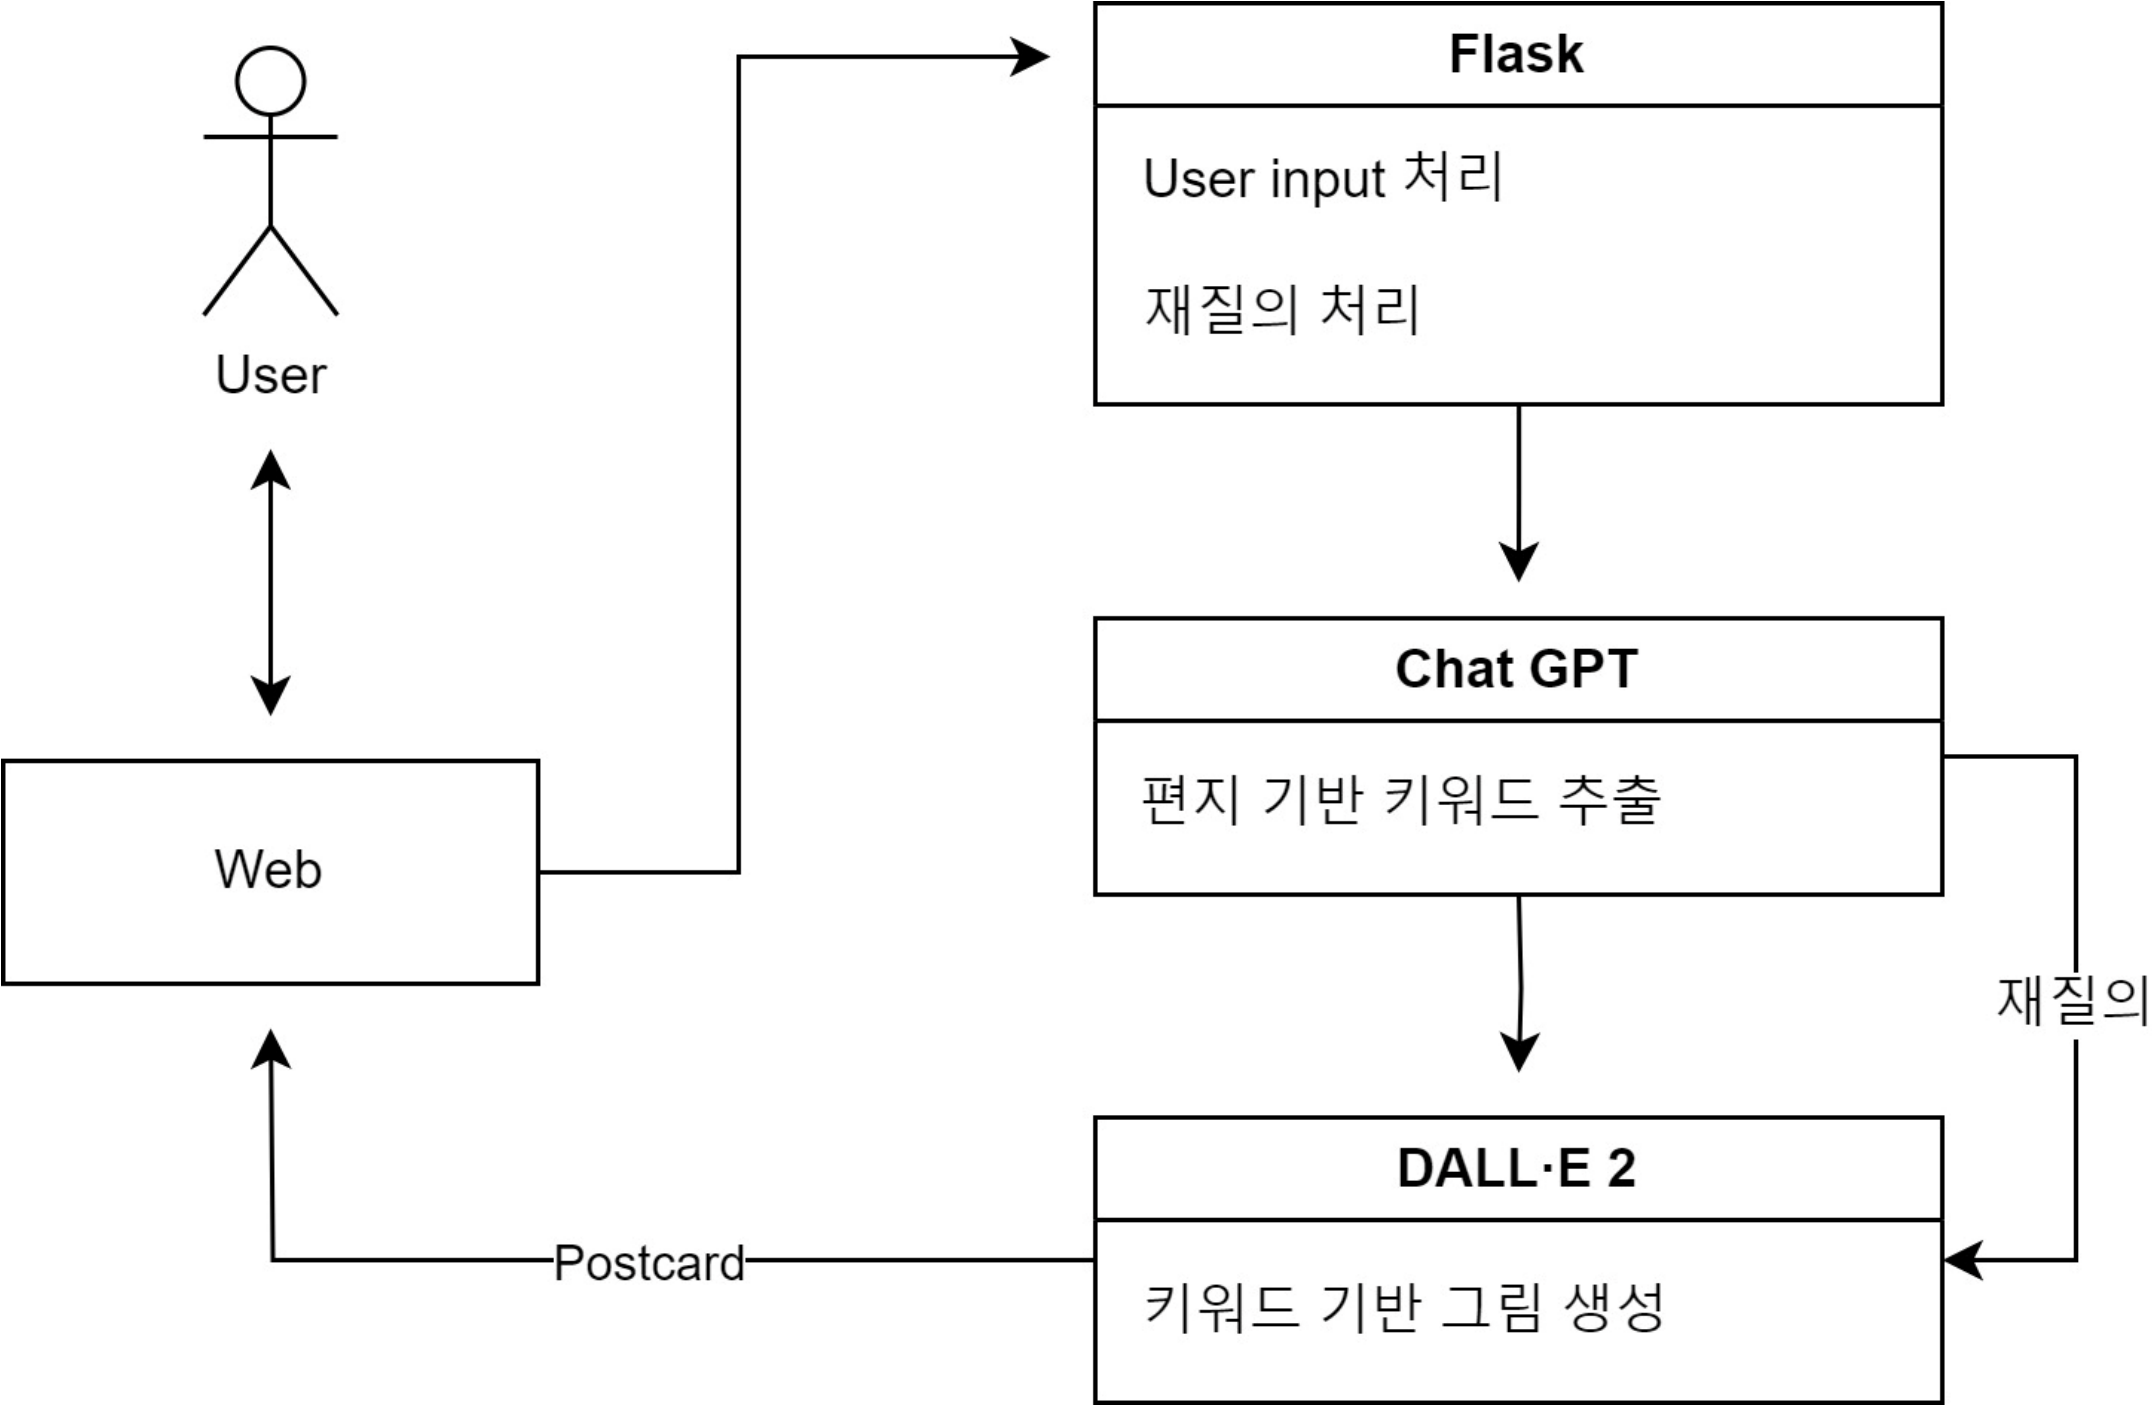 User
Web
Flask
User input 처리
재질의 처리
Chat GPT
편지 기반 키워드 추출
재질의
DALL·E 2
키워드 기반 그림 생성
Postcard